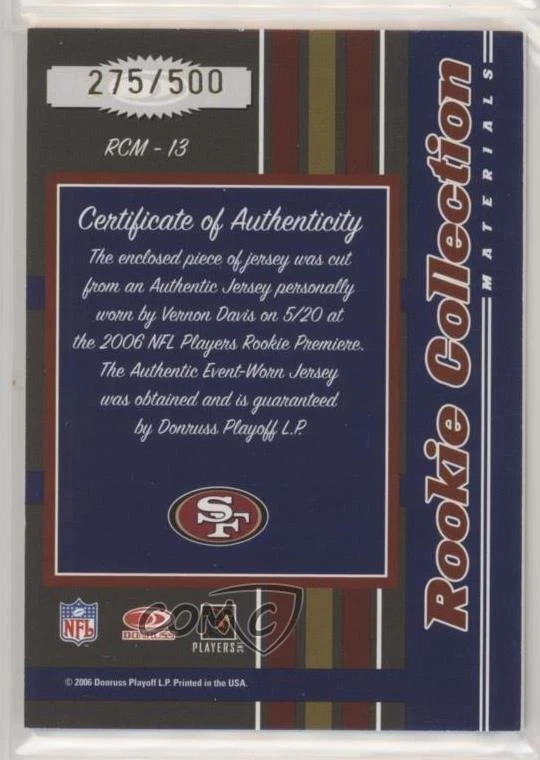 275/500
RCM - 13
Certificate of Authenticity
The enclosed piece of jersey was cut
from an Authentic Jersey personally
worn by Vernon Davis on 5/20 at
the 2006 NFL Players Rookie Premiere.
The Authentic Event-Worn Jersey
was obtained and is guaranteed
by Donruss Playoff L.P.
SF
NFL
DONRUSS
PLAYERS INC
COMC
© 2006 Donruss Playoff L.P. Printed in the USA.
Rookie Collection
MATERIALS